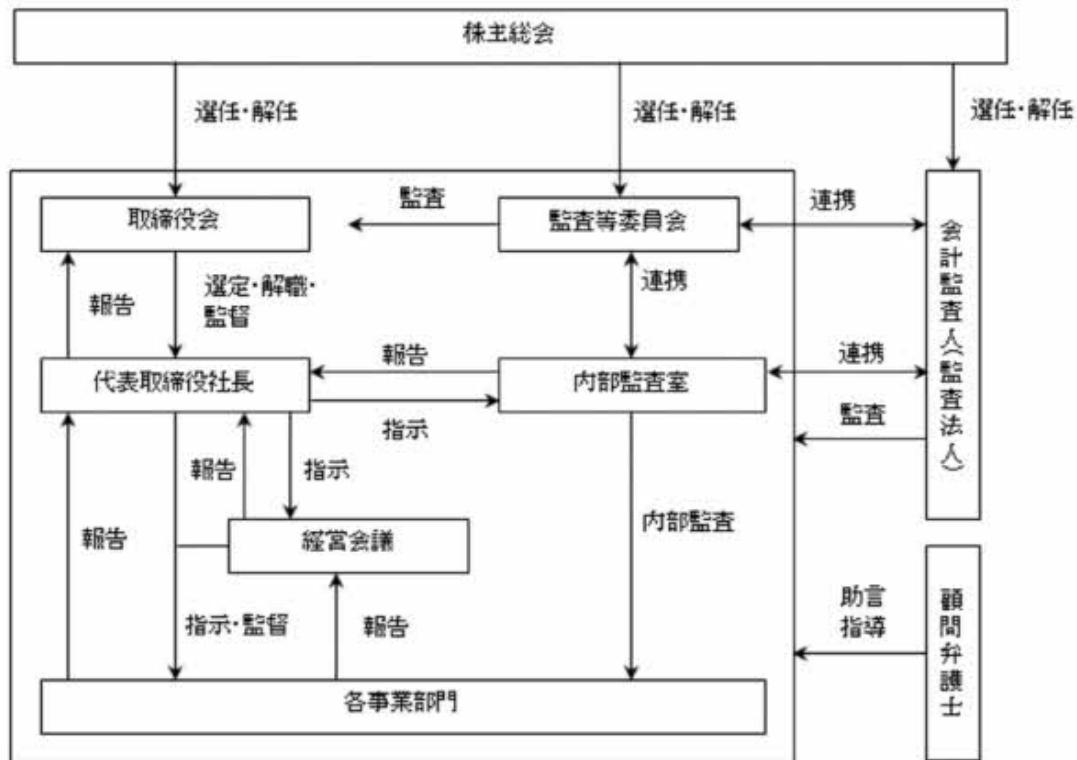 株主総会
選任・解任
選任・解任
選任・解任
取締役会
監査
監査等委員会
連携
報告
選定・解職・
監督
連携
代表取締役社長
報告
指示
内部監査室
連携
監査
会計監査人(監査法人)
報告
報告
指示
経営会議
内部監査
指示・監督
報告
助言
指導
顧問弁護士
各事業部門